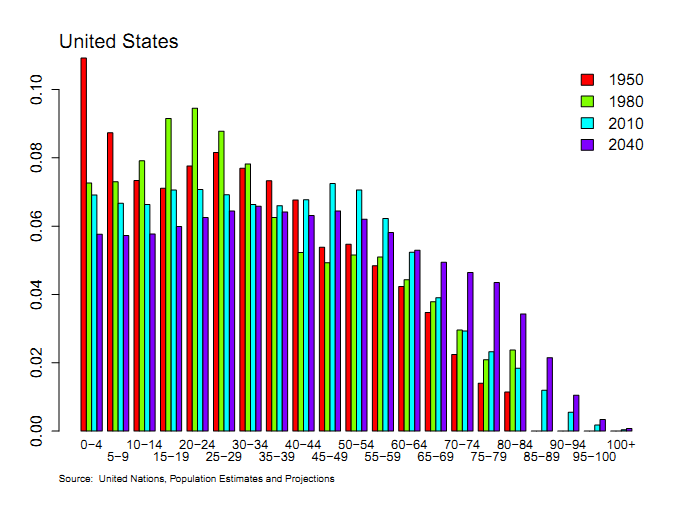 United States
1950
1980
2010
2040
0.10
0.08
0.06
0.04
0.02
0.00
0−4 10−14 20−24 30−34 40−44 50−54 60−64 70−74 80−84 90−94 100+
5−9 15−19 25−29 35−39 45−49 55−59 65−69 75−79 85−89 95−100
Source: United Nations, Population Estimates and Projections